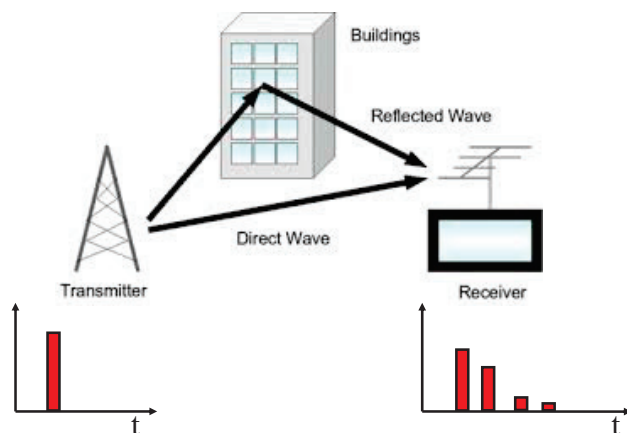 Buildings
Reflected Wave
Direct Wave
Transmitter
Receiver
t
t